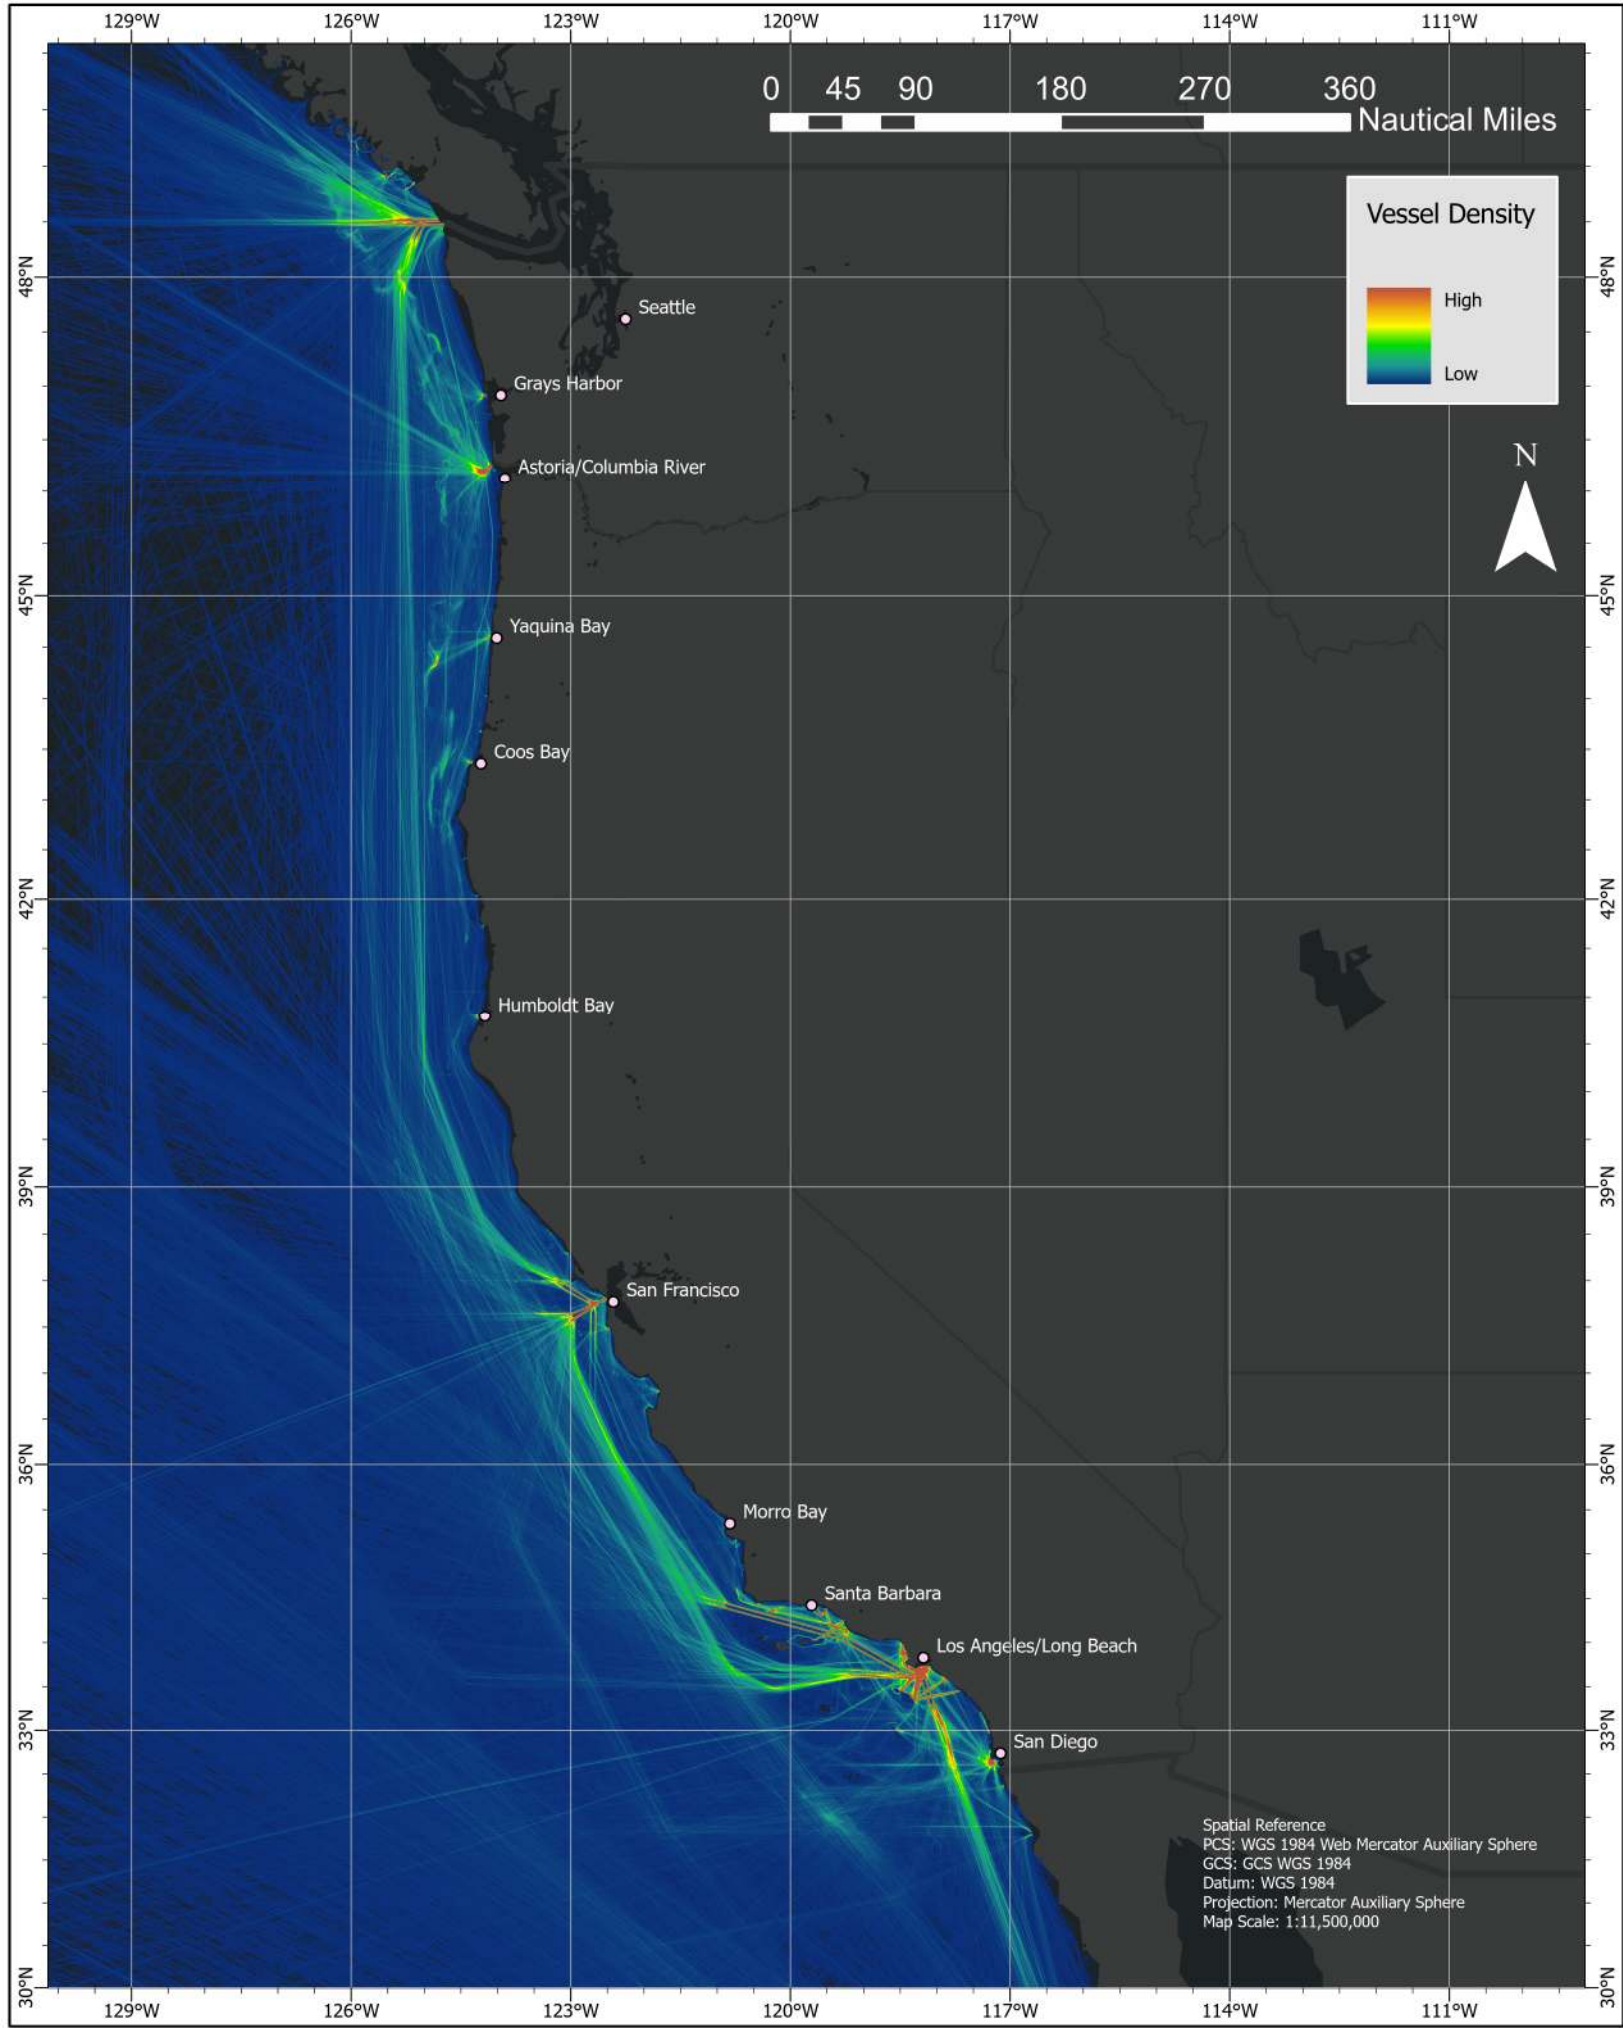 129°W 126°W 123°W 120°W 117°W 114°W 111°W
0 45 90 180 270 360
Nautical Miles
Vessel Density
High
Low
48°N 48°N
Seattle
Grays Harbor
N
Astoria/Columbia River
45°N 45°N
Yaquina Bay
Coos Bay
42°N 42°N
Humboldt Bay
39°N 39°N
San Francisco
36°N 36°N
Morro Bay
Santa Barbara
Los Angeles/Long Beach
33°N 33°N
San Diego
Spatial Reference
PCS: WGS 1984 Web Mercator Auxiliary Sphere
GCS: GCS WGS 1984
Datum: WGS 1984
Projection: Mercator Auxiliary Sphere
Map Scale: 1:11,500,000
30°N 30°N
129°W 126°W 123°W 120°W 117°W 114°W 111°W